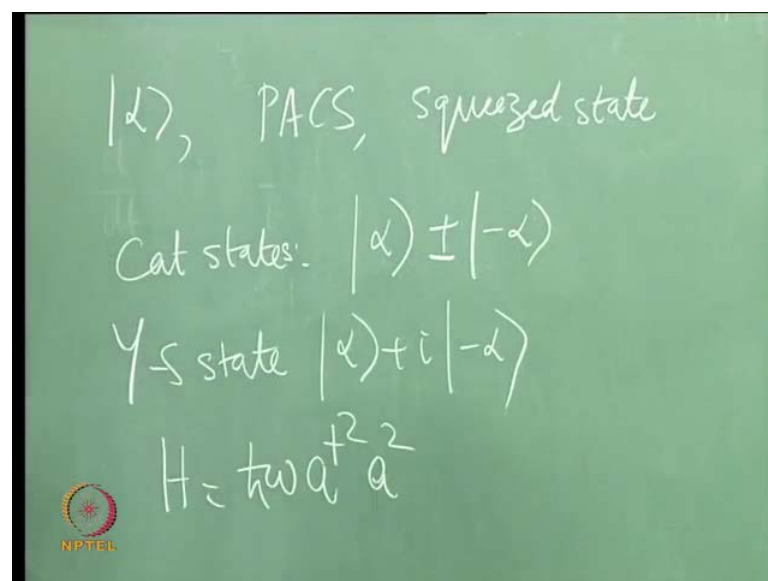 |α⟩, PACS, squeezed state
Cat states: |α⟩ ± |-α⟩
Y-S state |α⟩ + i |-α⟩
H = ħω a†² a²
NPTEL